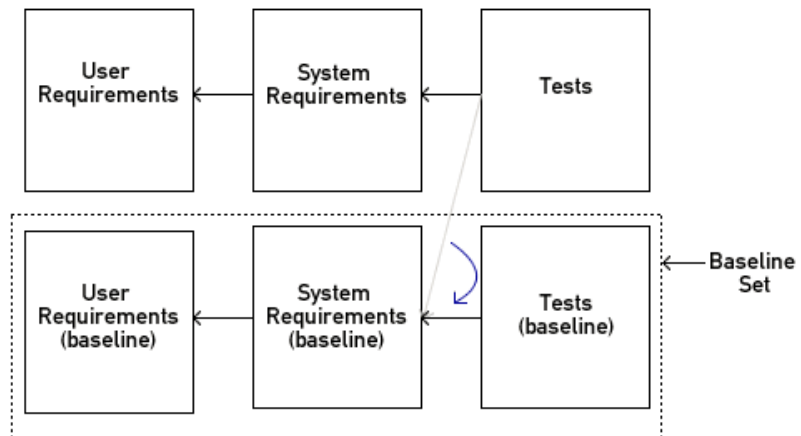 User
Requirements
System
Requirements
Tests
User
Requirements
(baseline)
System
Requirements
(baseline)
Tests
(baseline)
Baseline
Set